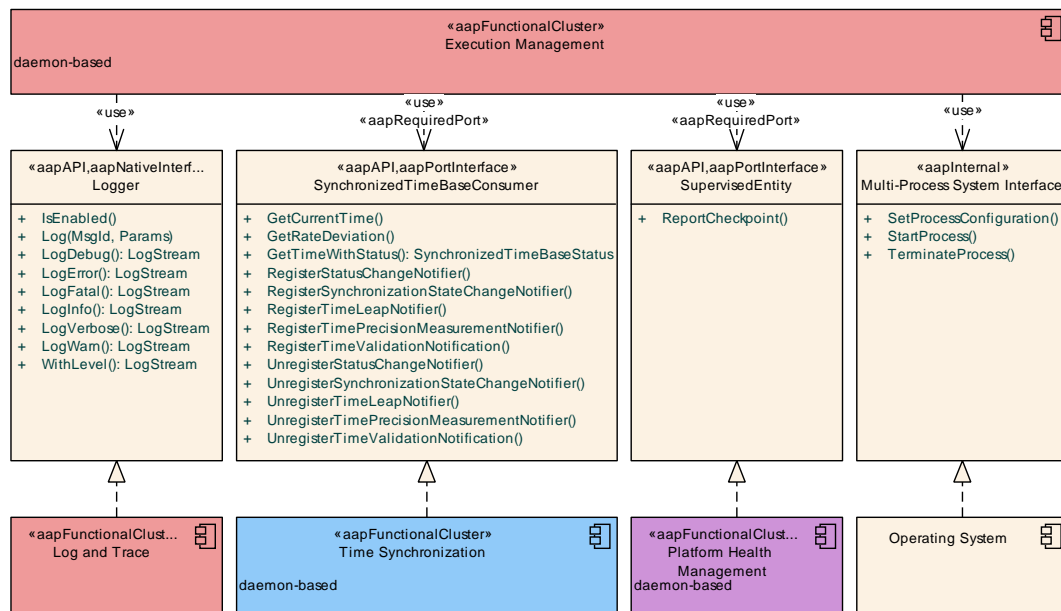 «aapFunctionalCluster»
Execution Management
daemon-based
«use»
«use»
«aapRequiredPort»
«use»
«aapRequiredPort»
«use»
«aapAPI,aapNativeInterf...
Logger
+ IsEnabled()
+ Log(MsgId, Params)
+ LogDebug(): LogStream
+ LogError(): LogStream
+ LogFatal(): LogStream
+ LogInfo(): LogStream
+ LogVerbose(): LogStream
+ LogWarn(): LogStream
+ WithLevel(): LogStream
«aapAPI,aapPortInterface»
SynchronizedTimeBaseConsumer
+ GetCurrentTime()
+ GetRateDeviation()
+ GetTimeWithStatus(): SynchronizedTimeBaseStatus
+ RegisterStatusChangeNotifier()
+ RegisterSynchronizationStateChangeNotifier()
+ RegisterTimeLeapNotifier()
+ RegisterTimePrecisionMeasurementNotifier()
+ RegisterTimeValidationNotification()
+ UnregisterStatusChangeNotifier()
+ UnregisterSynchronizationStateChangeNotifier()
+ UnregisterTimeLeapNotifier()
+ UnregisterTimePrecisionMeasurementNotifier()
+ UnregisterTimeValidationNotification()
«aapAPI,aapPortInterface»
SupervisedEntity
+ ReportCheckpoint()
«aapInternal»
Multi-Process System Interface
+ SetProcessConfiguration()
+ StartProcess()
+ TerminateProcess()
«aapFunctionalClust...
Log and Trace
«aapFunctionalCluster»
Time Synchronization
daemon-based
«aapFunctionalClust...
Platform Health
Management
daemon-based
Operating System